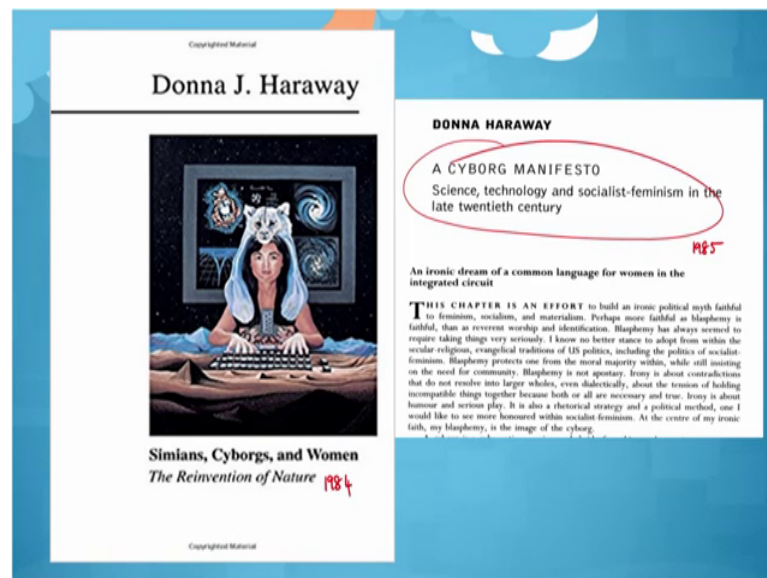 Copyrighted Material
Donna J. Haraway
Simians, Cyborgs, and Women
The Reinvention of Nature 1984
Copyrighted Material
DONNA HARAWAY
A CYBORG MANIFESTO
Science, technology and socialist-feminism in the
late twentieth century
1985
An ironic dream of a common language for women in the
integrated circuit
THIS CHAPTER IS AN EFFORT to build an ironic political myth faithful
to feminism, socialism, and materialism. Perhaps more faithful as blasphemy is
faithful, than as reverent worship and identification. Blasphemy has always seemed to
require taking things very seriously. I know no better stance to adopt from within the
secular-religious, evangelical traditions of US politics, including the politics of socialist-
feminism. Blasphemy protects one from the moral majority within, while still insisting
on the need for community. Blasphemy is not apostasy. Irony is about contradictions
that do not resolve into larger wholes, even dialectically, about the tension of holding
incompatible things together because both or all are necessary and true. Irony is about
humour and serious play. It is also a rhetorical strategy and a political method, one I
would like to see more honoured within socialist-feminism. At the centre of my ironic
faith, my blasphemy, is the image of the cyborg.